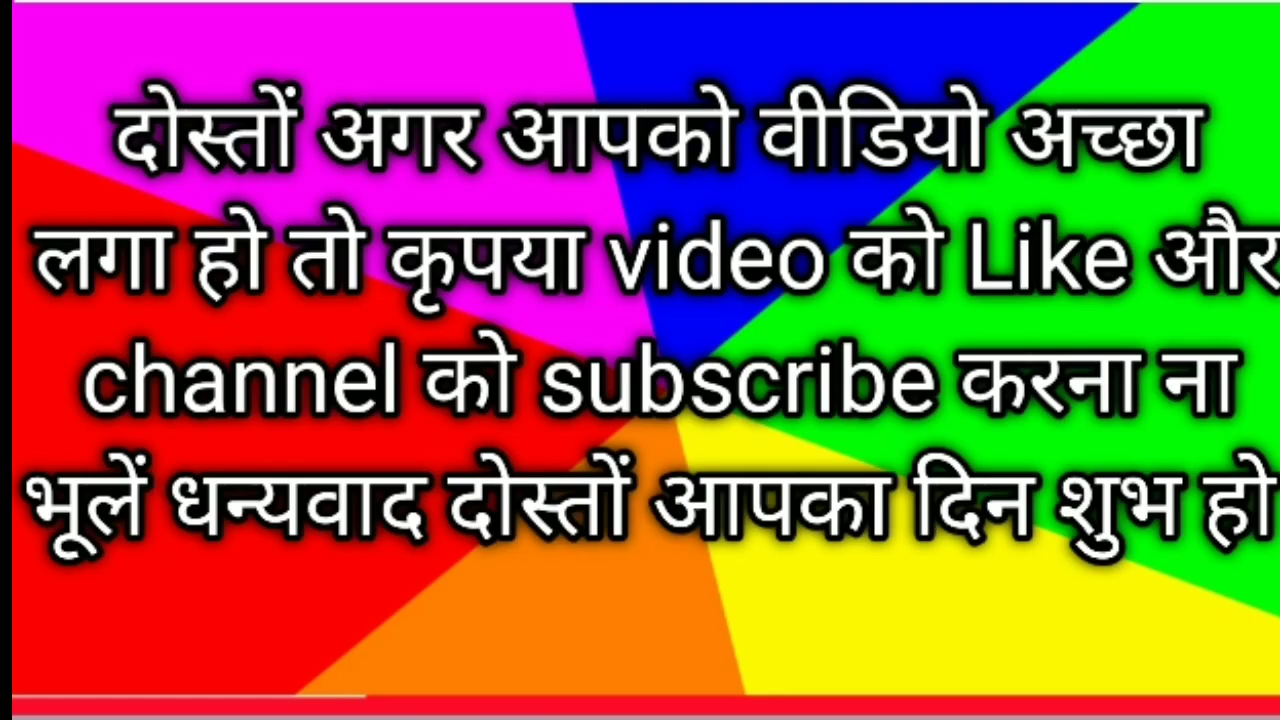 दोस्तों अगर आपको वीडियो अच्छा
लगा हो तो कृपया video को Like और
channel को subscribe करना ना
भूलें धन्यवाद दोस्तों आपका दिन शुभ हो